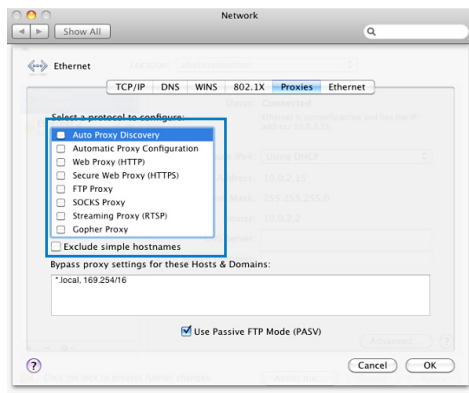 Network
Show All
Ethernet
TCP/IP DNS WINS 802.1X Proxies Ethernet
Select a protocol to configure:
Auto Proxy Discovery
Automatic Proxy Configuration
Web Proxy (HTTP)
Secure Web Proxy (HTTPS)
FTP Proxy
SOCKS Proxy
Streaming Proxy (RTSP)
Gopher Proxy
Exclude simple hostnames
Bypass proxy settings for these Hosts & Domains:
*.local, 169.254/16
Use Passive FTP Mode (PASV)
Advanced...
?
?
Cancel OK